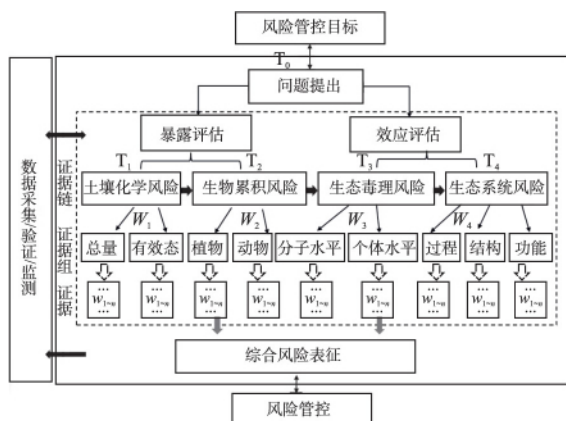 风险管控目标
T₀
问题提出
暴露评估
效应评估
T₁
T₂
T₃
T₄
证据链
土壤化学风险
生物累积风险
生态毒理风险
生态系统风险
W₁
W₂
W₃
W₄
证据组
总量
有效态
植物
动物
分子水平
个体水平
过程
结构
功能
证据
...
w₁~ₙ
...
...
w₁~ₙ
...
...
w₁~ₙ
...
...
w₁~ₙ
...
...
w₁~ₙ
...
...
w₁~ₙ
...
...
w₁~ₙ
...
...
w₁~ₙ
...
...
w₁~ₙ
...
综合风险表征
风险管控
数据采集/验证/监测